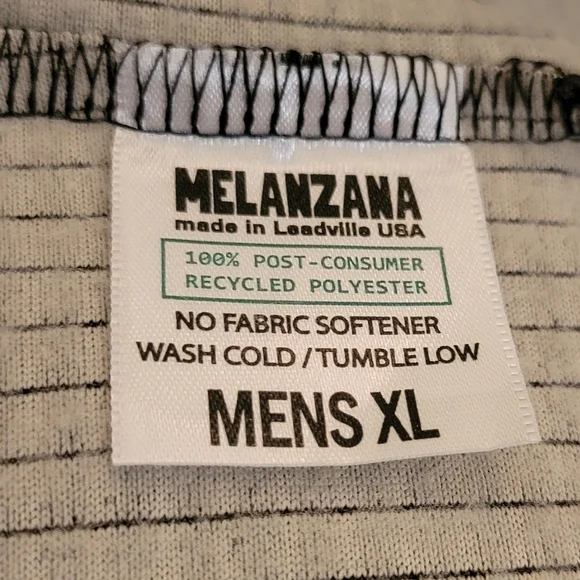 MELANZANA
made in Leadville USA
100% POST-CONSUMER
RECYCLED POLYESTER
NO FABRIC SOFTENER
WASH COLD / TUMBLE LOW
MENS XL